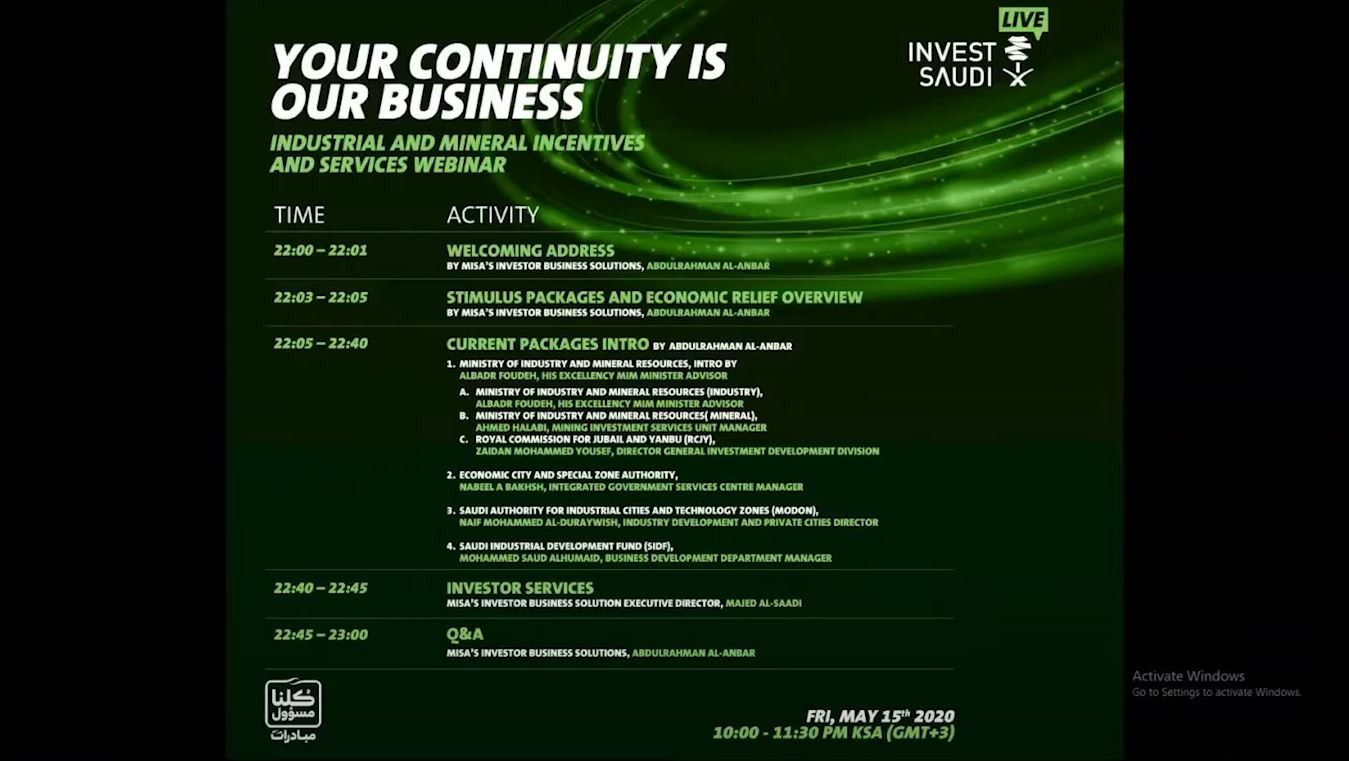 LIVE
INVEST
SAUDI
YOUR CONTINUITY IS
OUR BUSINESS
INDUSTRIAL AND MINERAL INCENTIVES
AND SERVICES WEBINAR
TIME ACTIVITY
22:00 – 22:01 WELCOMING ADDRESS
BY MISA'S INVESTOR BUSINESS SOLUTIONS, ABDULRAHMAN AL-ANBAR
22:03 – 22:05 STIMULUS PACKAGES AND ECONOMIC RELIEF OVERVIEW
BY MISA'S INVESTOR BUSINESS SOLUTIONS, ABDULRAHMAN AL-ANBAR
22:05 – 22:40 CURRENT PACKAGES INTRO BY ABDULRAHMAN AL-ANBAR
1. MINISTRY OF INDUSTRY AND MINERAL RESOURCES, INTRO BY
ALBADR FOUDEH, HIS EXCELLENCY MIM MINISTER ADVISOR
A. MINISTRY OF INDUSTRY AND MINERAL RESOURCES (INDUSTRY),
ALBADR FOUDEH, HIS EXCELLENCY MIM MINISTER ADVISOR
B. MINISTRY OF INDUSTRY AND MINERAL RESOURCES( MINERAL),
AHMED HALABI, MINING INVESTMENT SERVICES UNIT MANAGER
C. ROYAL COMMISSION FOR JUBAIL AND YANBU (RCJY),
ZAIDAN MOHAMMED YOUSEF, DIRECTOR GENERAL INVESTMENT DEVELOPMENT DIVISION
2. ECONOMIC CITY AND SPECIAL ZONE AUTHORITY,
NABEEL A BAKHSH, INTEGRATED GOVERNMENT SERVICES CENTRE MANAGER
3. SAUDI AUTHORITY FOR INDUSTRIAL CITIES AND TECHNOLOGY ZONES (MODON),
NAIF MOHAMMED AL-DURAYWISH, INDUSTRY DEVELOPMENT AND PRIVATE CITIES DIRECTOR
4. SAUDI INDUSTRIAL DEVELOPMENT FUND (SIDF),
MOHAMMED SAUD ALHUMAID, BUSINESS DEVELOPMENT DEPARTMENT MANAGER
22:40 – 22:45 INVESTOR SERVICES
MISA'S INVESTOR BUSINESS SOLUTION EXECUTIVE DIRECTOR, MAJED AL-SAADI
22:45 – 23:00 Q&A
MISA'S INVESTOR BUSINESS SOLUTIONS, ABDULRAHMAN AL-ANBAR
كلنا
مسؤول
مبادرات
FRI, MAY 15th 2020
10:00 - 11:30 PM KSA (GMT+3)
Activate Windows
Go to Settings to activate Windows.